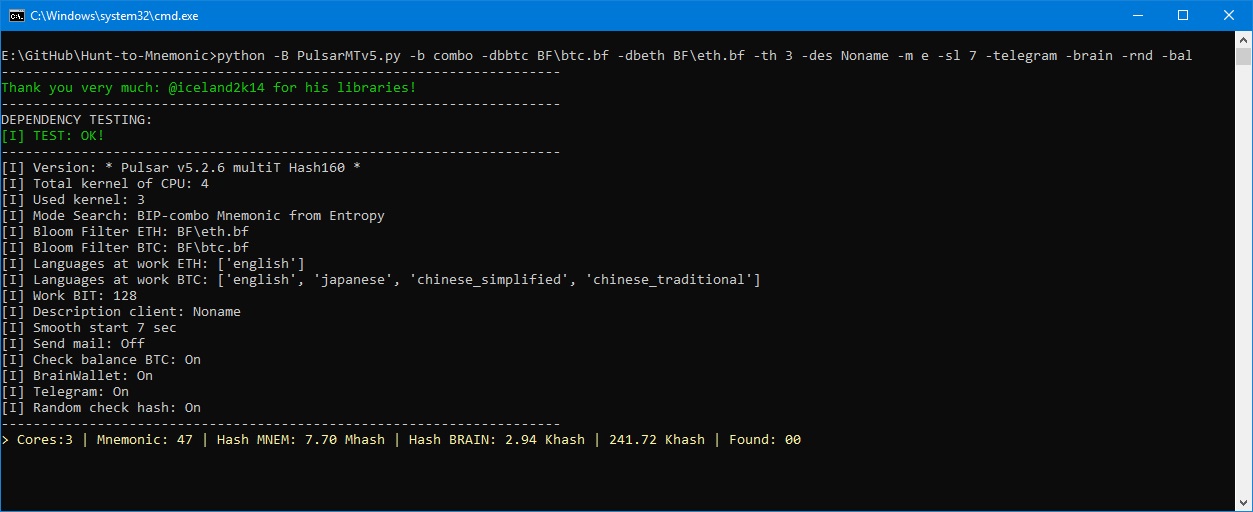 C:\Windows\system32\cmd.exe
E:\GitHub\Hunt-to-Mnemonic>python -B PulsarMTv5.py -b combo -dbbtc BF\btc.bf -dbeth BF\eth.bf -th 3 -des Noname -m e -sl 7 -telegram -brain -rnd -bal
----------------------------------------------------------------------
Thank you very much: @iceland2k14 for his libraries!
----------------------------------------------------------------------
DEPENDENCY TESTING:
[I] TEST: OK!
----------------------------------------------------------------------
[I] Version: * Pulsar v5.2.6 multiT Hash160 *
[I] Total kernel of CPU: 4
[I] Used kernel: 3
[I] Mode Search: BIP-combo Mnemonic from Entropy
[I] Bloom Filter ETH: BF\eth.bf
[I] Bloom Filter BTC: BF\btc.bf
[I] Languages at work ETH: ['english']
[I] Languages at work BTC: ['english', 'japanese', 'chinese_simplified', 'chinese_traditional']
[I] Work BIT: 128
[I] Description client: Noname
[I] Smooth start 7 sec
[I] Send mail: Off
[I] Check balance BTC: On
[I] BrainWallet: On
[I] Telegram: On
[I] Random check hash: On
----------------------------------------------------------------------
> Cores:3 | Mnemonic: 47 | Hash MNEM: 7.70 Mhash | Hash BRAIN: 2.94 Khash | 241.72 Khash | Found: 00